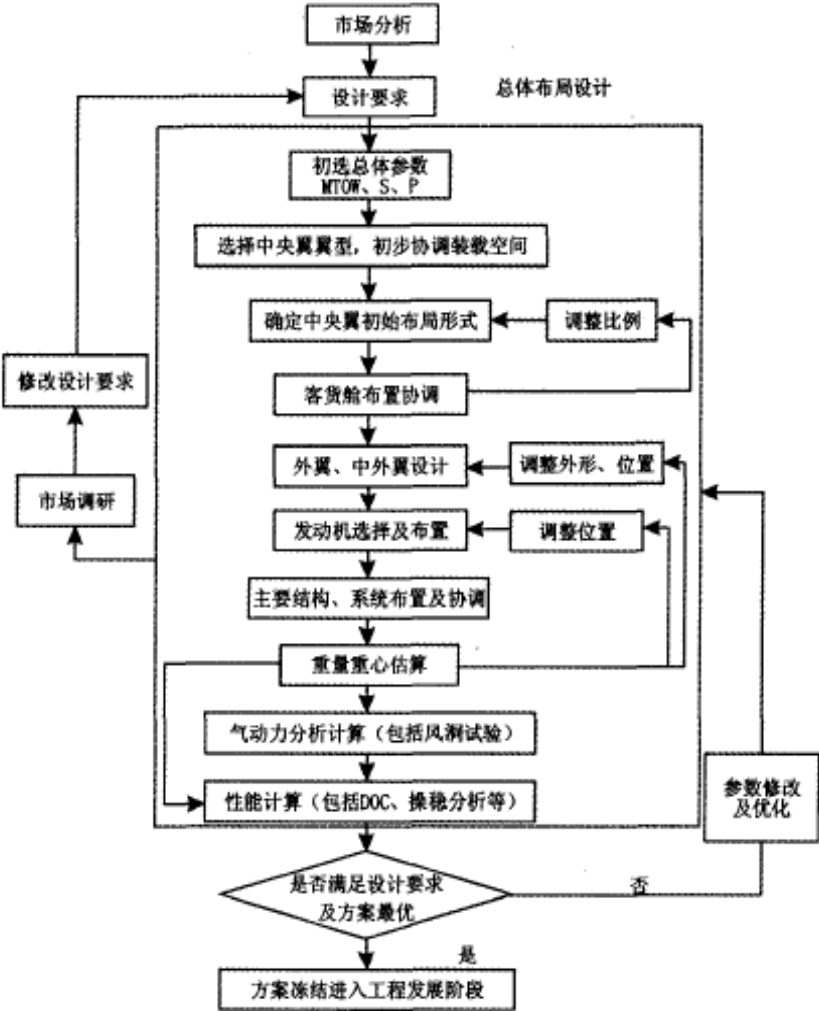 市场分析
设计要求
总体布局设计
初选总体参数
MTOW、S、P
选择中央翼翼型，初步协调装载空间
确定中央翼初始布局形式
调整比例
修改设计要求
客货舱布置协调
外翼、中外翼设计
调整外形、位置
市场调研
发动机选择及布置
调整位置
主要结构、系统布置及协调
重量重心估算
气动力分析计算（包括风洞试验）
性能计算（包括DOC、操稳分析等）
参数修改
及优化
是否满足设计要求
及方案最优
否
是
方案冻结进入工程发展阶段